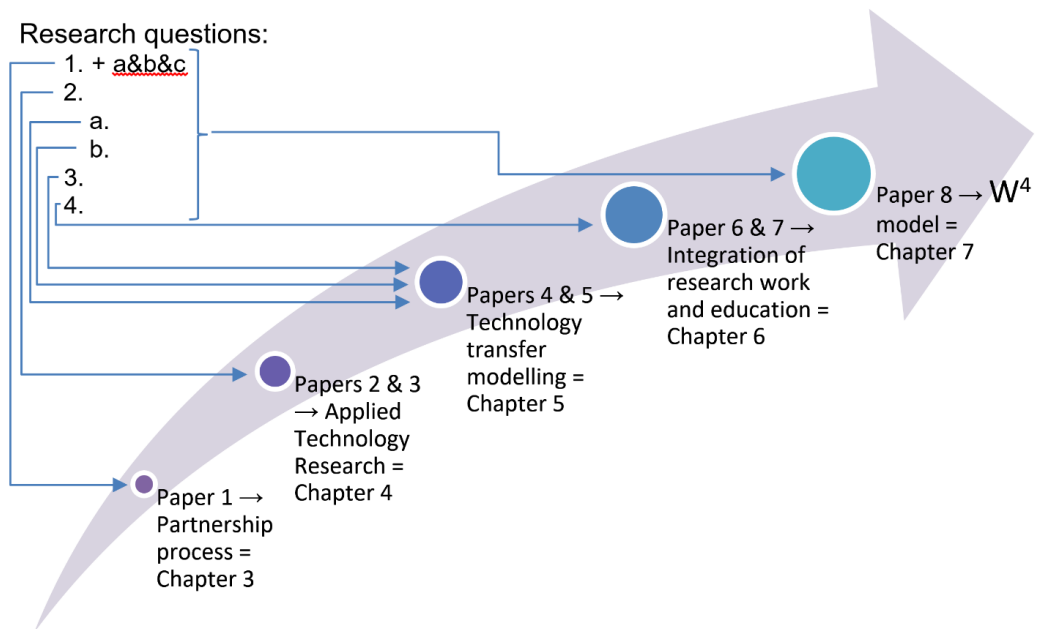 Research questions:
1. + a&b&c
2.
a.
b.
3.
4.
Paper 1 →
Partnership
process =
Chapter 3
Papers 2 & 3
→ Applied
Technology
Research =
Chapter 4
Papers 4 & 5 →
Technology
transfer
modelling =
Chapter 5
Paper 6 & 7 →
Integration of
research work
and education =
Chapter 6
Paper 8 → W⁴
model =
Chapter 7